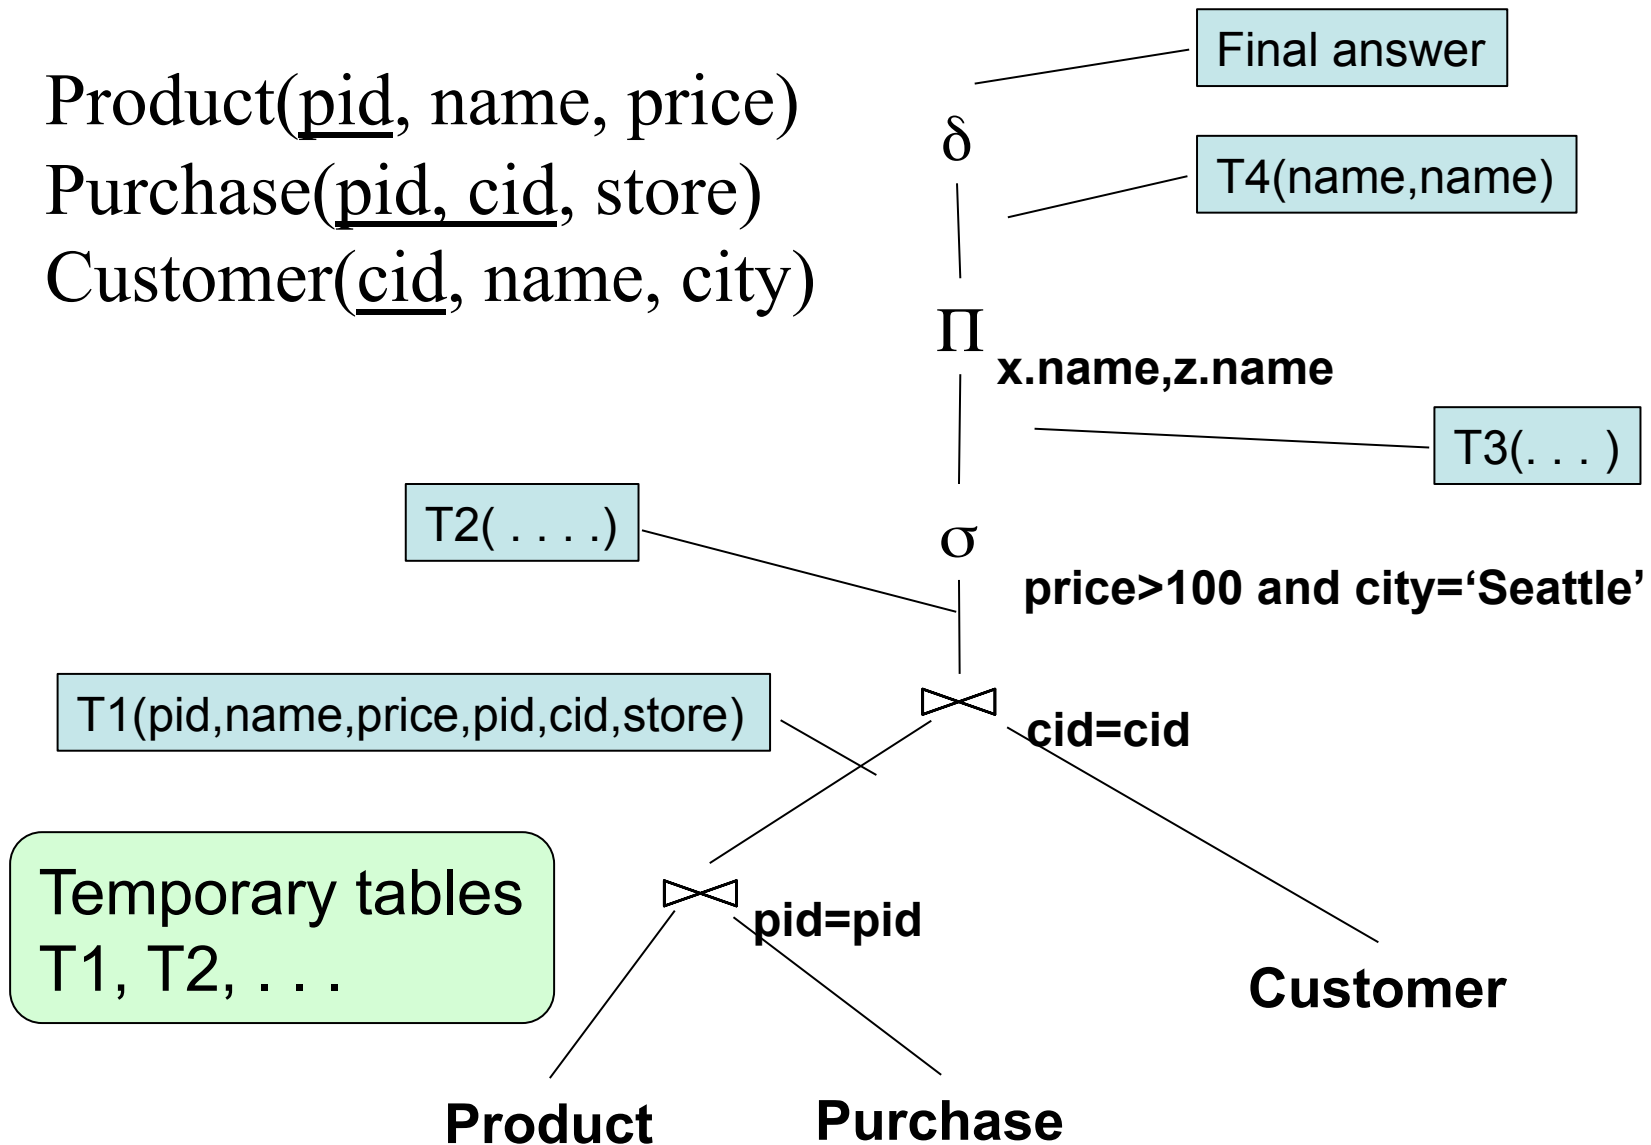 Product(pid, name, price)
Purchase(pid, cid, store)
Customer(cid, name, city)
Final answer
δ
T4(name,name)
Π
x.name,z.name
T3(. . . )
T2( . . . .)
σ
price>100 and city=‘Seattle’
T1(pid,name,price,pid,cid,store)
cid=cid
Temporary tables
T1, T2, . . .
pid=pid
Customer
Product
Purchase